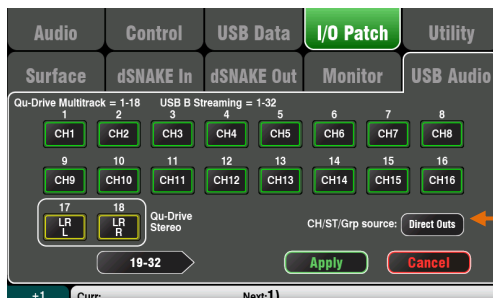 Audio Control USB Data I/O Patch Utility
Surface dSNAKE In dSNAKE Out Monitor USB Audio
Qu-Drive Multitrack = 1-18 USB B Streaming = 1-32
1 2 3 4 5 6 7 8
CH1 CH2 CH3 CH4 CH5 CH6 CH7 CH8
9 10 11 12 13 14 15 16
CH9 CH10 CH11 CH12 CH13 CH14 CH15 CH16
17 18
LR L LR R Qu-Drive Stereo
CH/ST/Grp source: Direct Outs
19-32 Apply Cancel
+1 Curr: Next:1)